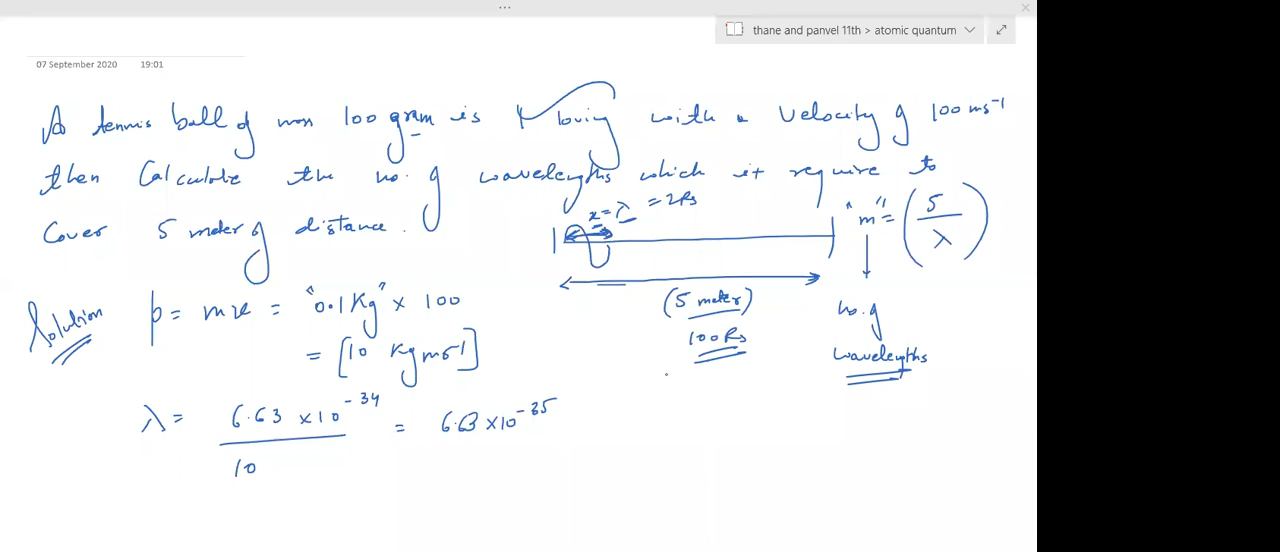 thane and panvel 11th > atomic quantum
07 September 2020 19:01
A tennis ball of mass 100 gram is moving with a velocity of 100 ms⁻¹
then Calculate the no. of wavelengths which it require to
Cover 5 meter of distance.
x = λ = 2Rs
"m" = (5/λ)
(5 meter)
100 Rs
no. of
wavelengths
Solution p = mv = "0.1 Kg" × 100
= [10 Kg ms-1]
λ = 6.63 × 10⁻³⁴ / 10 = 6.63 × 10⁻³⁵